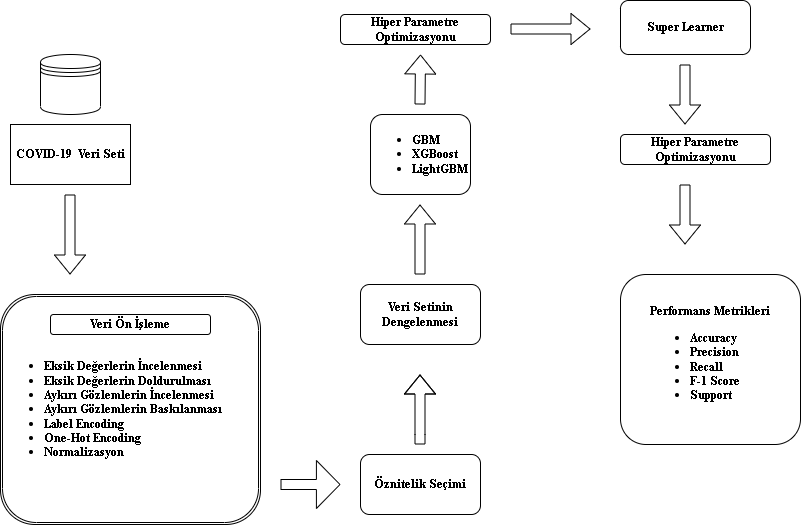 COVID-19 Veri Seti
Veri Ön İşleme
Eksik Değerlerin İncelenmesi
Eksik Değerlerin Doldurulması
Aykırı Gözlemlerin İncelenmesi
Aykırı Gözlemlerin Baskılanması
Label Encoding
One-Hot Encoding
Normalizasyon
Öznitelik Seçimi
Veri Setinin
Dengelenmesi
GBM
XGBoost
LightGBM
Hiper Parametre
Optimizasyonu
Super Learner
Hiper Parametre
Optimizasyonu
Performans Metrikleri
Accuracy
Precision
Recall
F-1 Score
Support